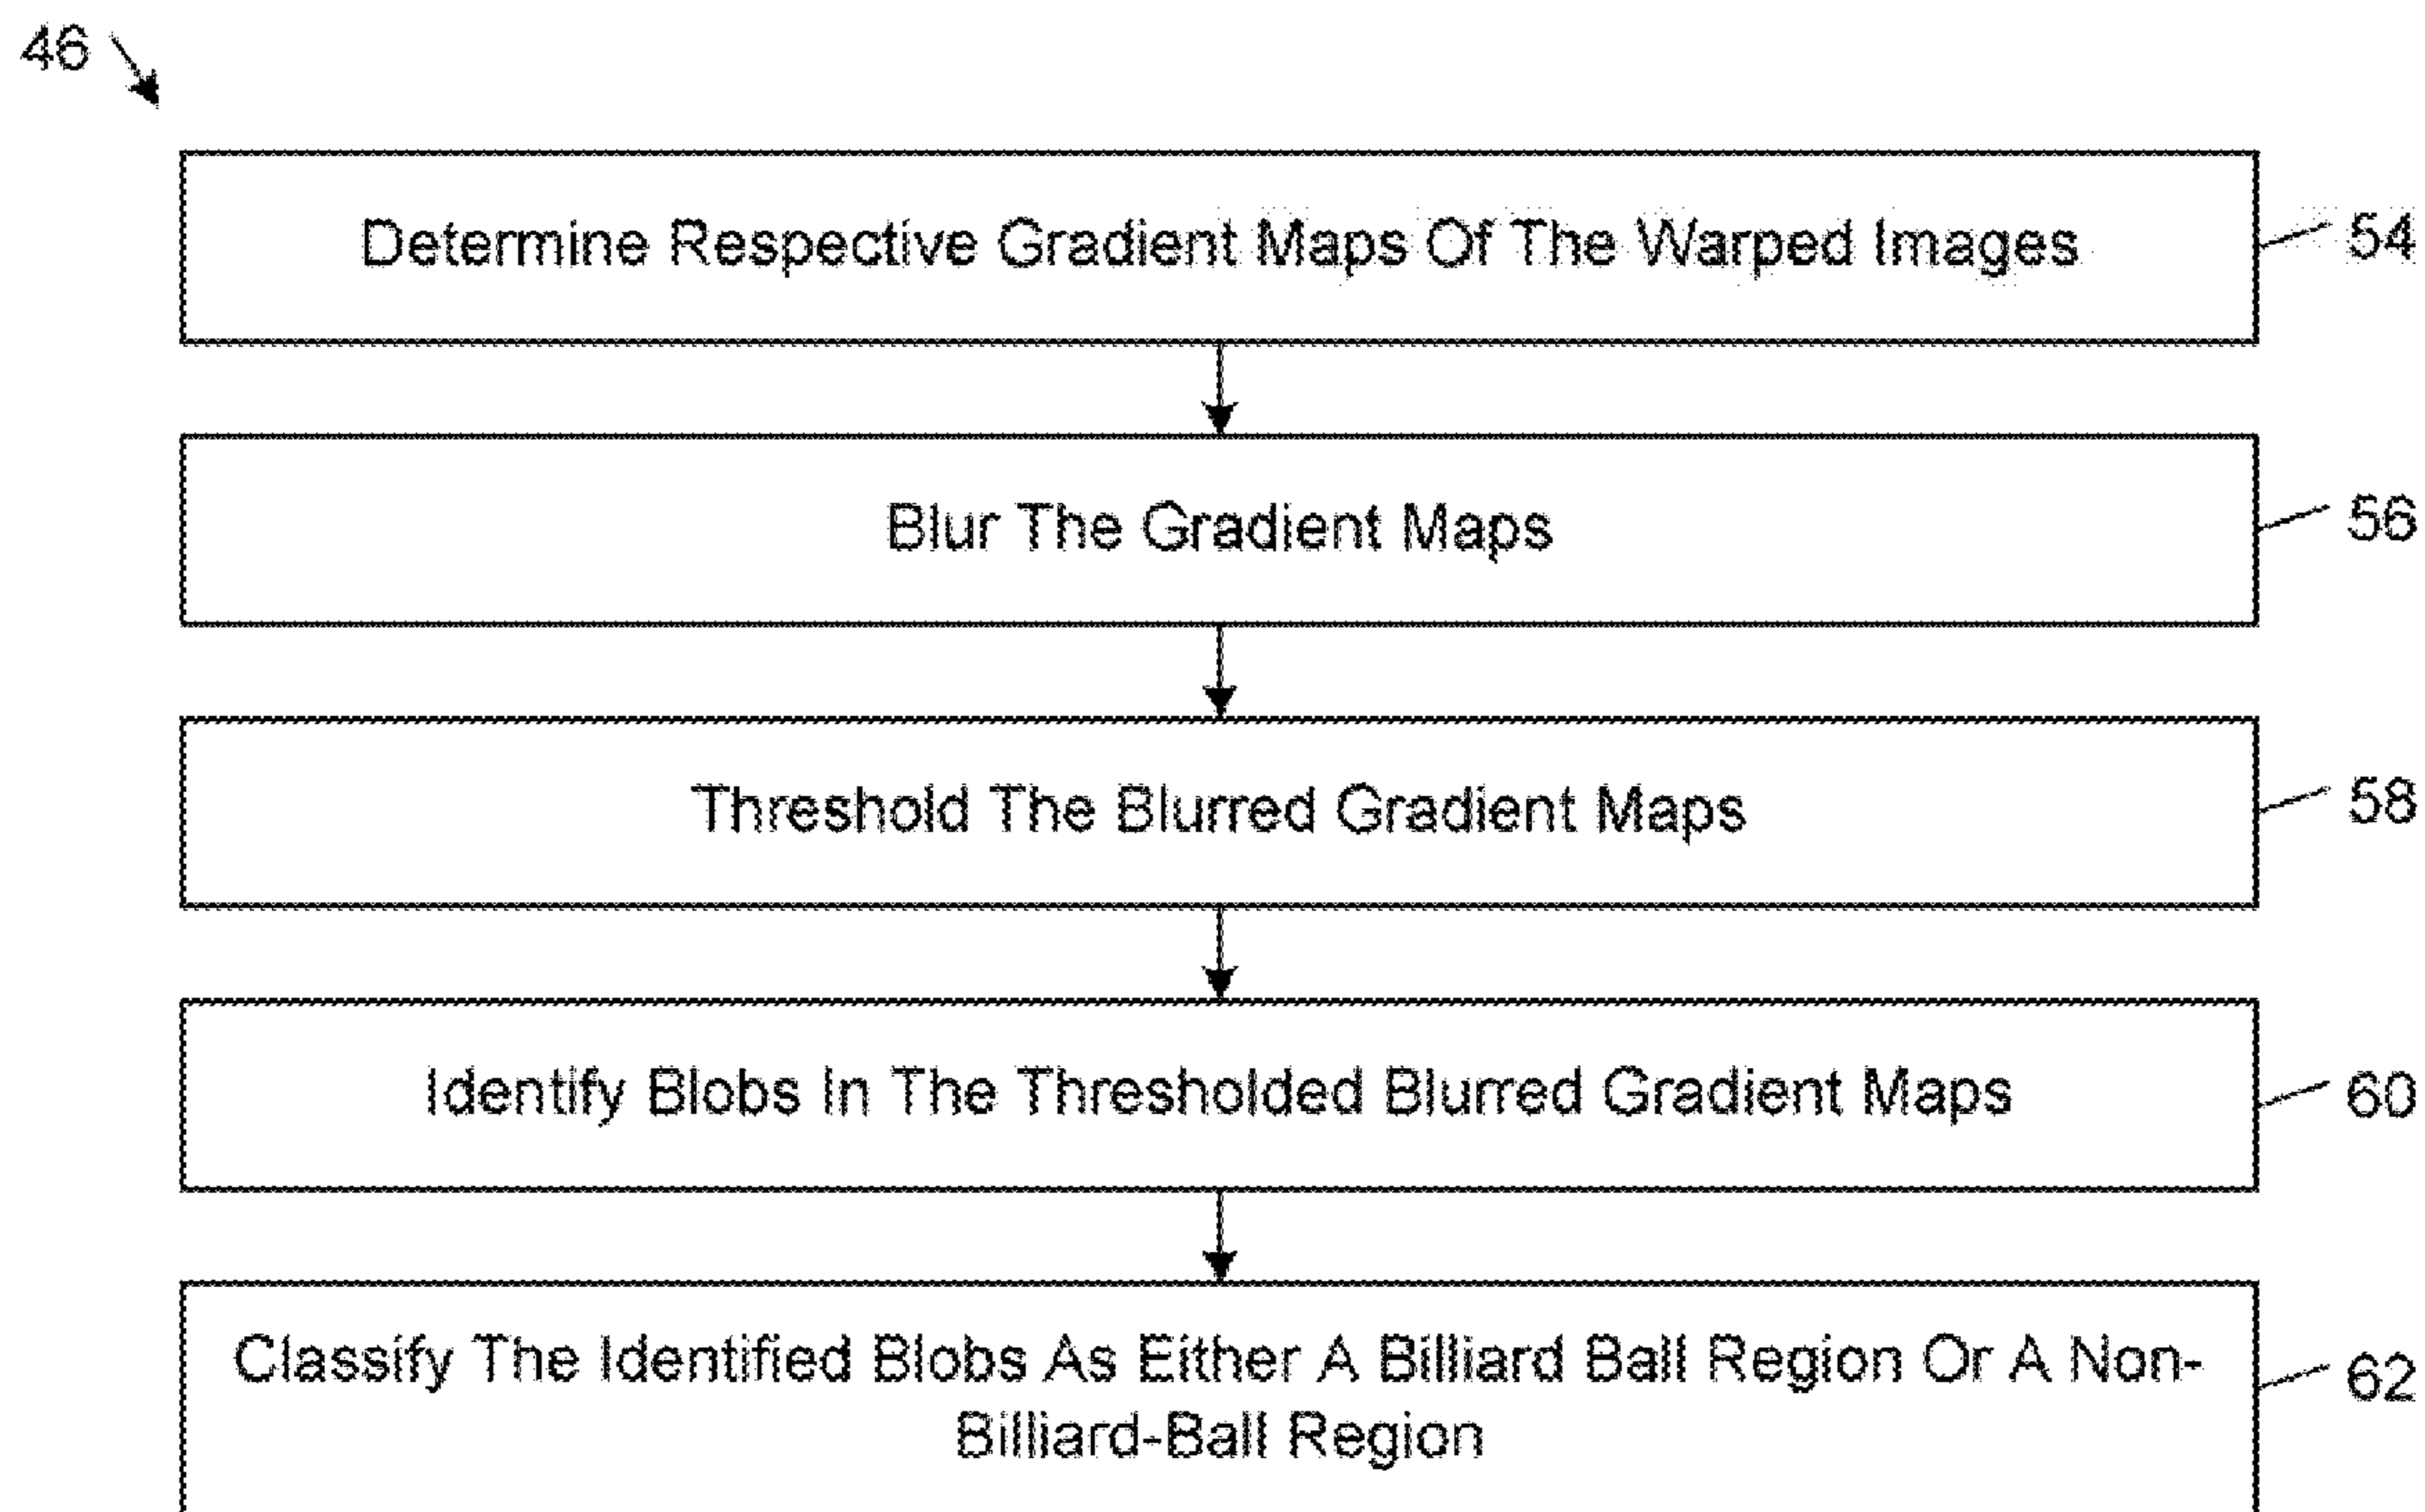 46
Determine Respective Gradient Maps Of The Warped Images
54
Blur The Gradient Maps
56
Threshold The Blurred Gradient Maps
58
Identify Blobs In The Thresholded Blurred Gradient Maps
60
Classify The Identified Blobs As Either A Billiard Ball Region Or A Non-
Billiard-Ball Region
62